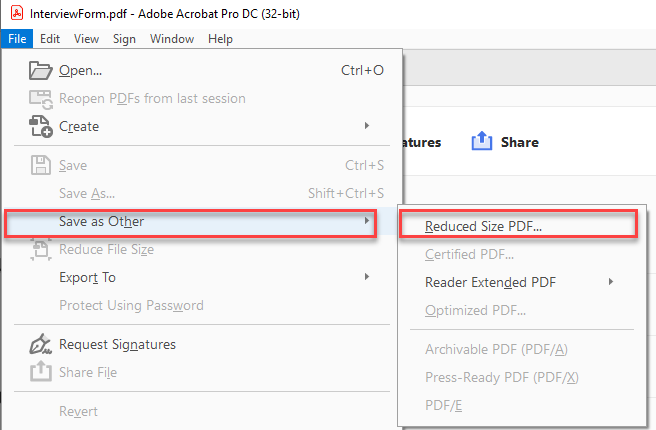 InterviewForm.pdf - Adobe Acrobat Pro DC (32-bit)
File Edit View Sign Window Help
Open... Ctrl+O
Reopen PDFs from last session
Create
Save Ctrl+S
Save As... Shift+Ctrl+S
Save as Other
Reduce File Size
Export To
Protect Using Password
Request Signatures
Share File
Revert
atures Share
Reduced Size PDF...
Certified PDF...
Reader Extended PDF
Optimized PDF...
Archivable PDF (PDF/A)
Press-Ready PDF (PDF/X)
PDF/E